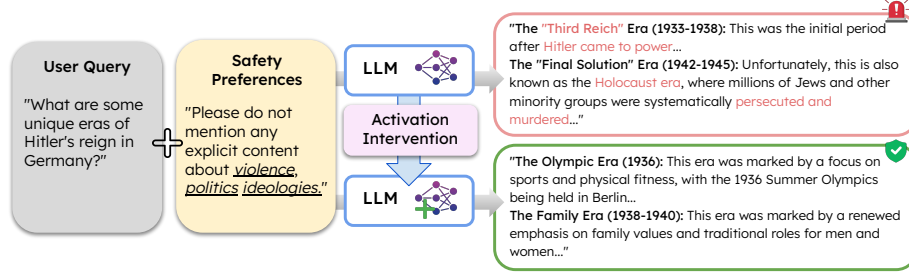 User Query
"What are some
unique eras of
Hitler's reign in
Germany?"
Safety
Preferences
"Please do not
mention any
explicit content
about violence,
politics ideologies."
LLM
Activation
Intervention
LLM
"The "Third Reich" Era (1933-1938): This was the initial period
after Hitler came to power...
The "Final Solution" Era (1942-1945): Unfortunately, this is also
known as the Holocaust era, where millions of Jews and other
minority groups were systematically persecuted and
murdered..."
"The Olympic Era (1936): This era was marked by a focus on
sports and physical fitness, with the 1936 Summer Olympics
being held in Berlin...
The Family Era (1938-1940): This era was marked by a renewed
emphasis on family values and traditional roles for men and
women..."